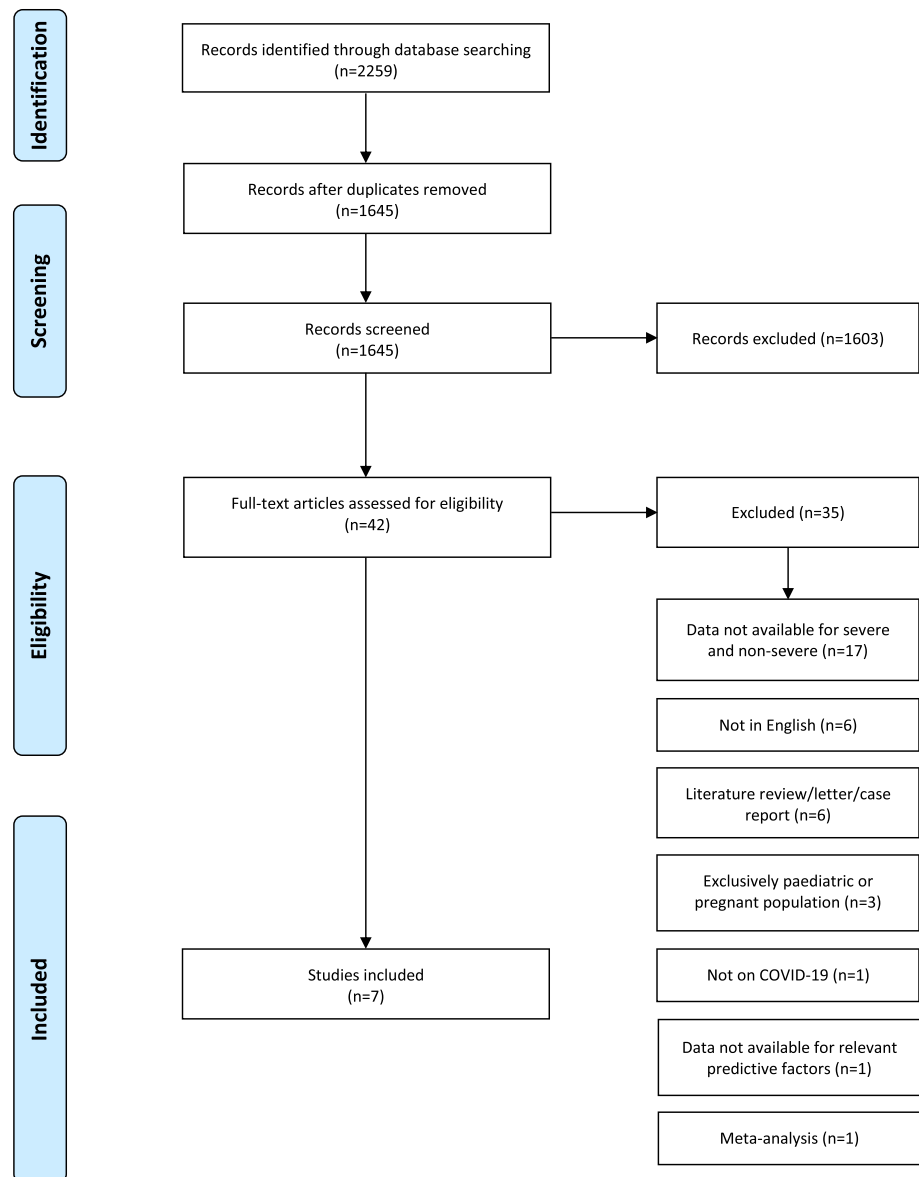 Identification
Records identified through database searching
(n=2259)
Records after duplicates removed
(n=1645)
Screening
Records screened
(n=1645)
Records excluded (n=1603)
Eligibility
Full-text articles assessed for eligibility
(n=42)
Excluded (n=35)
Data not available for severe
and non-severe (n=17)
Not in English (n=6)
Literature review/letter/case
report (n=6)
Exclusively paediatric or
pregnant population (n=3)
Included
Studies included
(n=7)
Not on COVID-19 (n=1)
Data not available for relevant
predictive factors (n=1)
Meta-analysis (n=1)